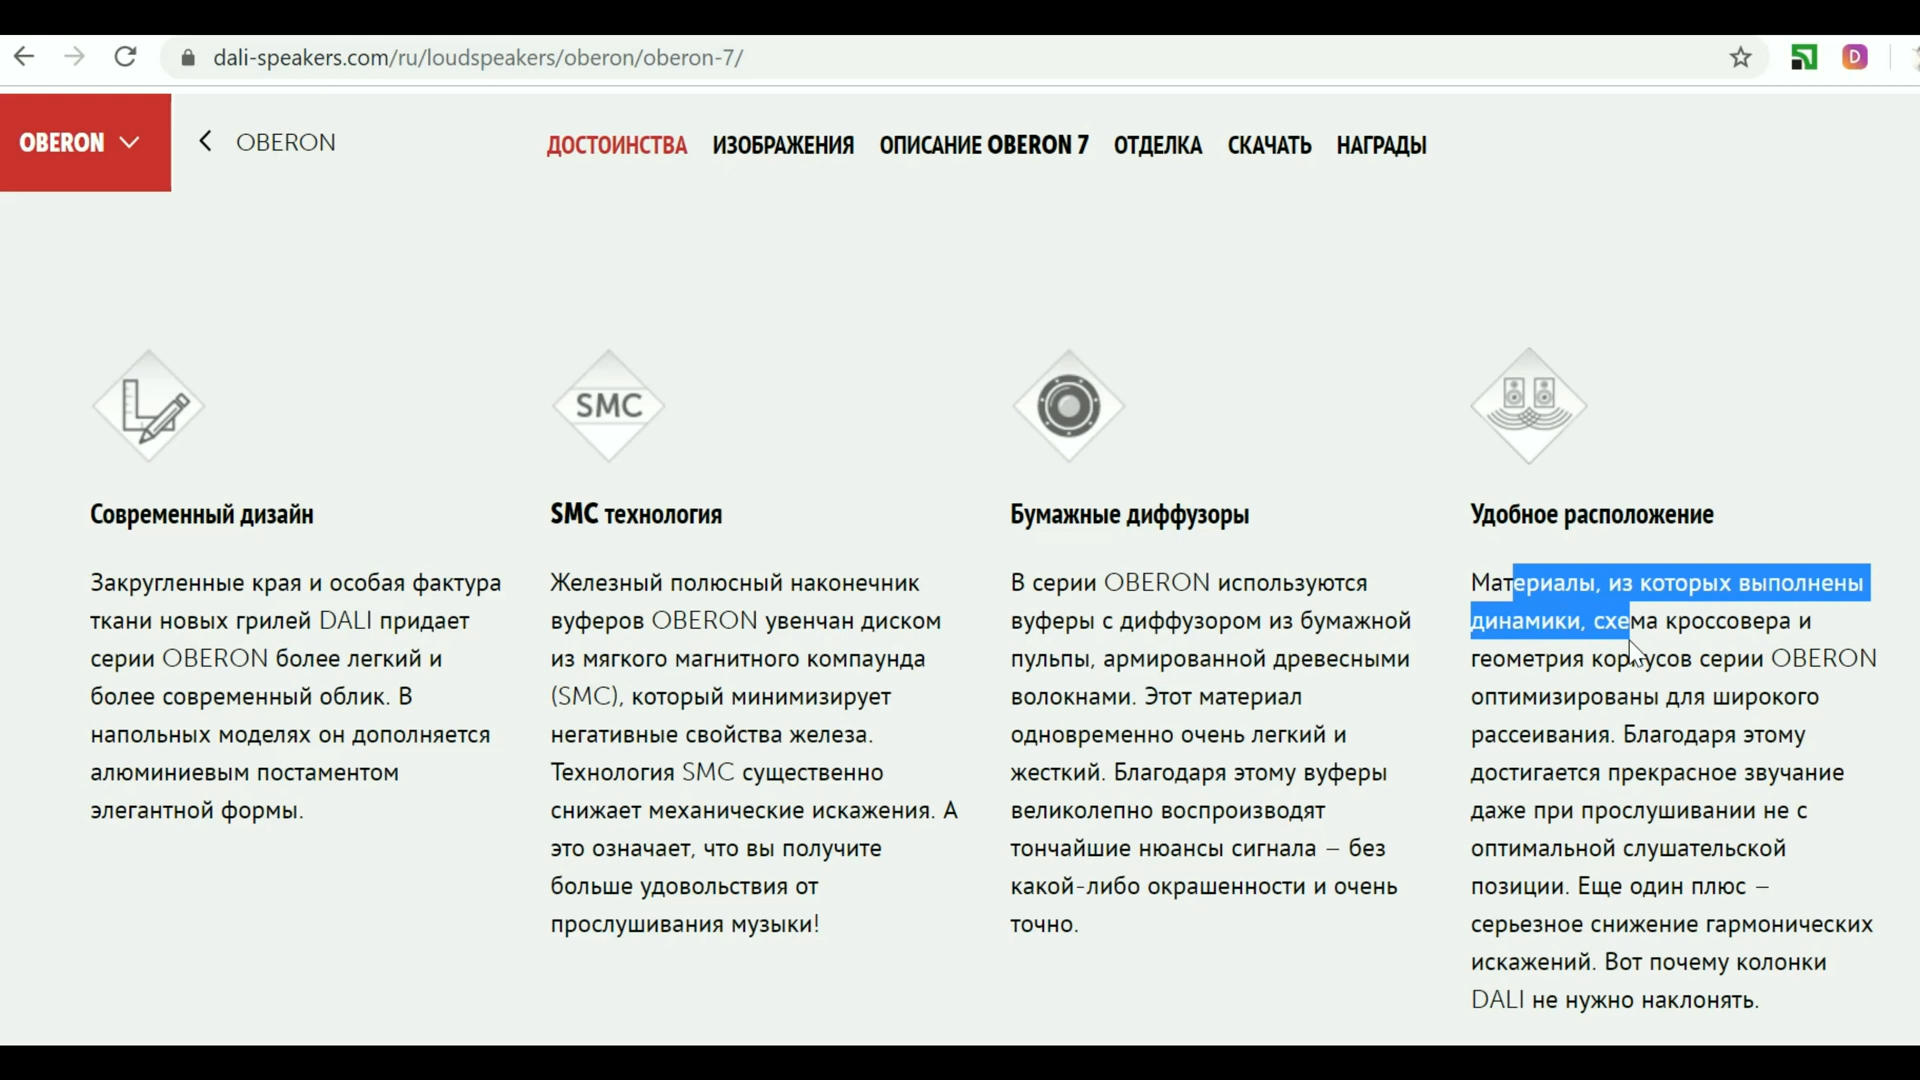 dali-speakers.com/ru/loudspeakers/oberon/oberon-7/
D
OBERON
OBERON
ДОСТОИНСТВА ИЗОБРАЖЕНИЯ ОПИСАНИЕ OBERON 7 ОТДЕЛКА СКАЧАТЬ НАГРАДЫ
SMC
Современный дизайн
Закругленные края и особая фактура
ткани новых грилей DALI придает
серии OBERON более легкий и
более современный облик. В
напольных моделях он дополняется
алюминиевым постаментом
элегантной формы.
SMC технология
Железный полюсный наконечник
вуферов OBERON увенчан диском
из мягкого магнитного компаунда
(SMC), который минимизирует
негативные свойства железа.
Технология SMC существенно
снижает механические искажения. А
это означает, что вы получите
больше удовольствия от
прослушивания музыки!
Бумажные диффузоры
В серии OBERON используются
вуферы с диффузором из бумажной
пульпы, армированной древесными
волокнами. Этот материал
одновременно очень легкий и
жесткий. Благодаря этому вуферы
великолепно воспроизводят
тончайшие нюансы сигнала – без
какой-либо окрашенности и очень
точно.
Удобное расположение
Материалы, из которых выполнены
динамики, схема кроссовера и
геометрия корпусов серии OBERON
оптимизированы для широкого
рассеивания. Благодаря этому
достигается прекрасное звучание
даже при прослушивании не с
оптимальной слушательской
позиции. Еще один плюс –
серьезное снижение гармонических
искажений. Вот почему колонки
DALI не нужно наклонять.